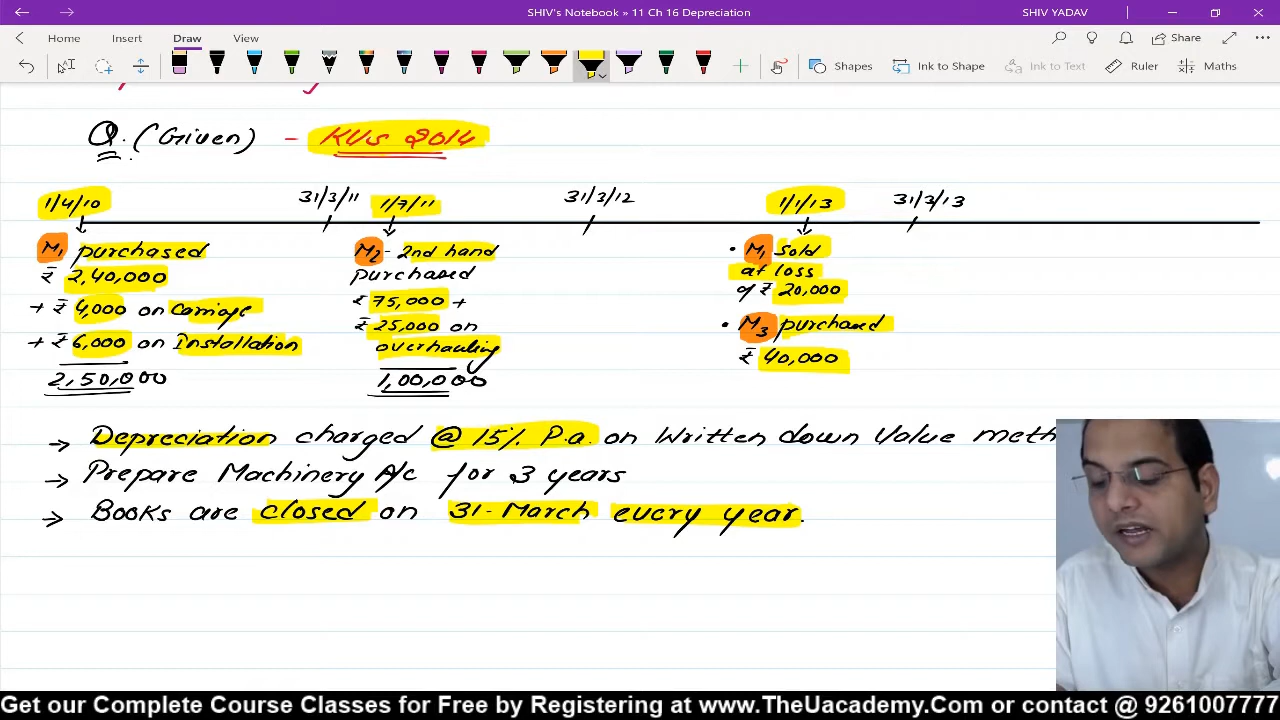 SHIV's Notebook » 11 Ch 16 Depreciation
SHIV YADAV
Home Insert Draw View
Share
Shapes Ink to Shape Ink to Text Ruler Maths
Q. (Given) - KVS 2014
1/4/10 31/3/11 1/7/11 31/3/12 1/1/13 31/3/13
M1 purchased
₹ 2,40,000
+ ₹ 4,000 on Carriage
+ ₹ 6,000 on Installation
2,50,000
M2 - 2nd hand
purchased
₹ 75,000 +
₹ 25,000 on
overhauling
1,00,000
• M1 sold
at loss
of ₹ 20,000
• M3 purchased
₹ 40,000
→ Depreciation charged @ 15% P.a. on Written down Value meth
→ Prepare Machinery A/c for 3 years
→ Books are closed on 31-March every year.
Get our Complete Course Classes for Free by Registering at www.TheUacademy.Com or contact @ 9261007777